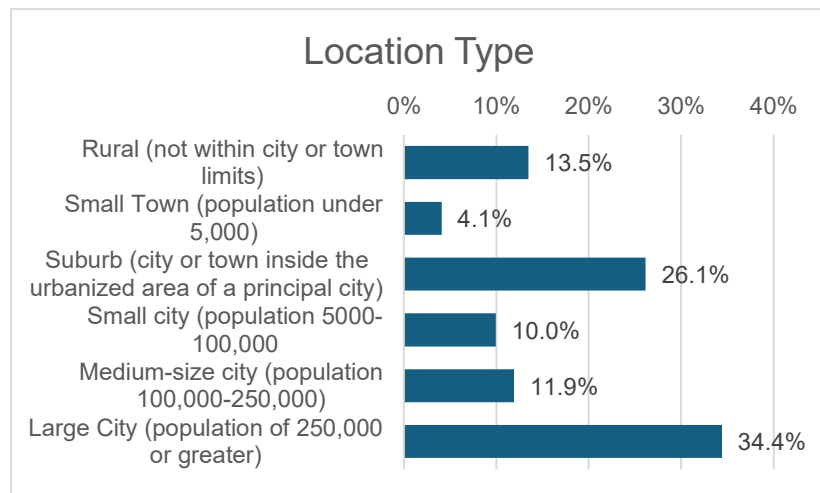 Location Type
0% 10% 20% 30% 40%
Rural (not within city or town
limits)
13.5%
Small Town (population under
5,000)
4.1%
Suburb (city or town inside the
urbanized area of a principal city)
26.1%
Small city (population 5000-
100,000
10.0%
Medium-size city (population
100,000-250,000)
11.9%
Large City (population of 250,000
or greater)
34.4%